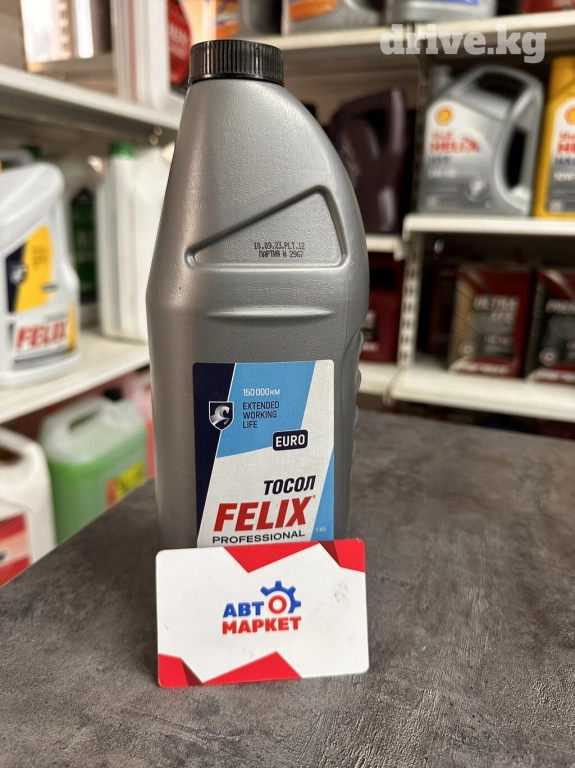 drive.kg
10.09.23.PLT.12
ПАРТИЯ N 2967
150 000 КМ
EXTENDED
WORKING
LIFE
EURO
ТОСОЛ
FELIX
PROFESSIONAL
АВТО
МАРКЕТ
FELIX
HELIX
ULTRA